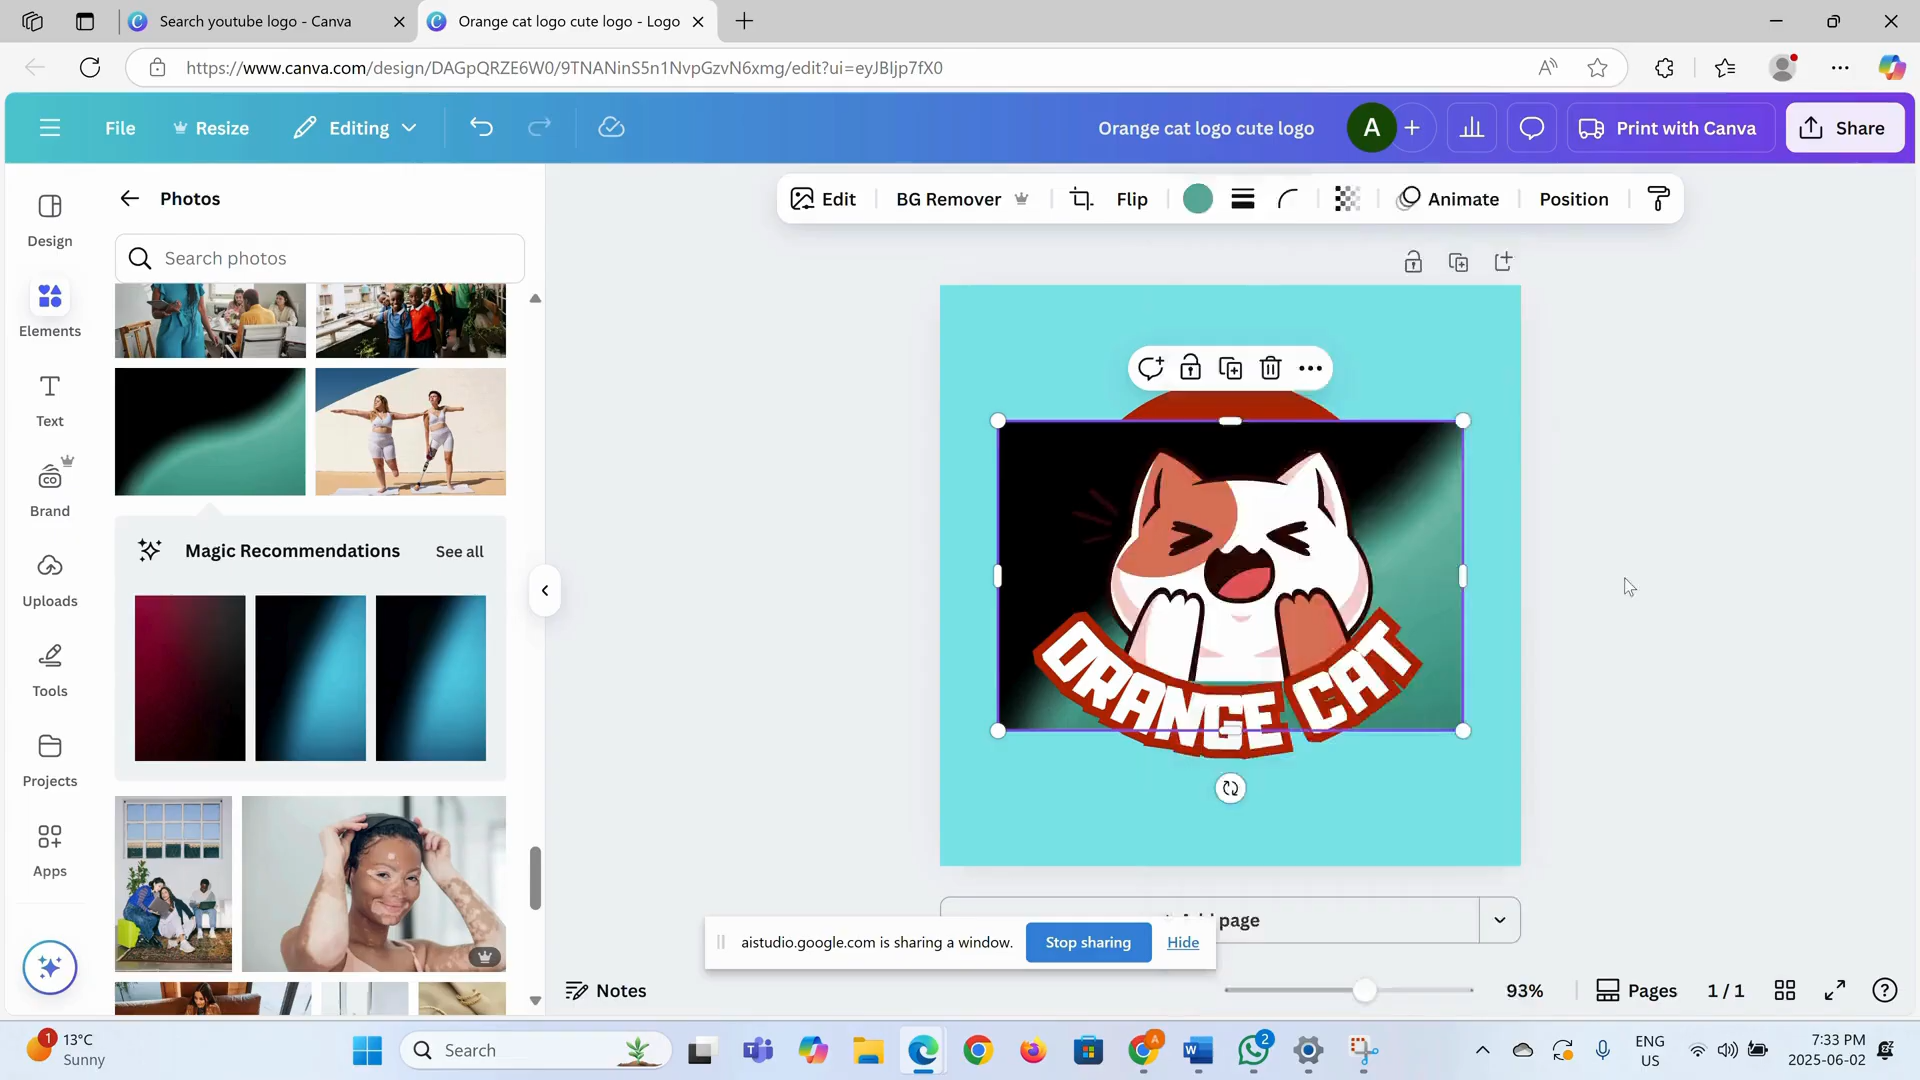 Search youtube logo - Canva
Orange cat logo cute logo - Logo
https://www.canva.com/design/DAGpQRZE6W0/9TNANinS5n1NvpGzvN6xmg/edit?ui=eyJBIjp7fX0
File
Resize
Editing
Orange cat logo cute logo
A
Print with Canva
Share
Design
Elements
Text
Brand
Uploads
Tools
Projects
Apps
Photos
Search photos
Magic Recommendations
See all
Edit
BG Remover
Flip
Animate
Position
ORANGE CAT
page
aistudio.google.com is sharing a window.
Stop sharing
Hide
Notes
93%
Pages
1 / 1
1
13°C
Sunny
Search
A
2
ENG
US
7:33 PM
2025-06-02